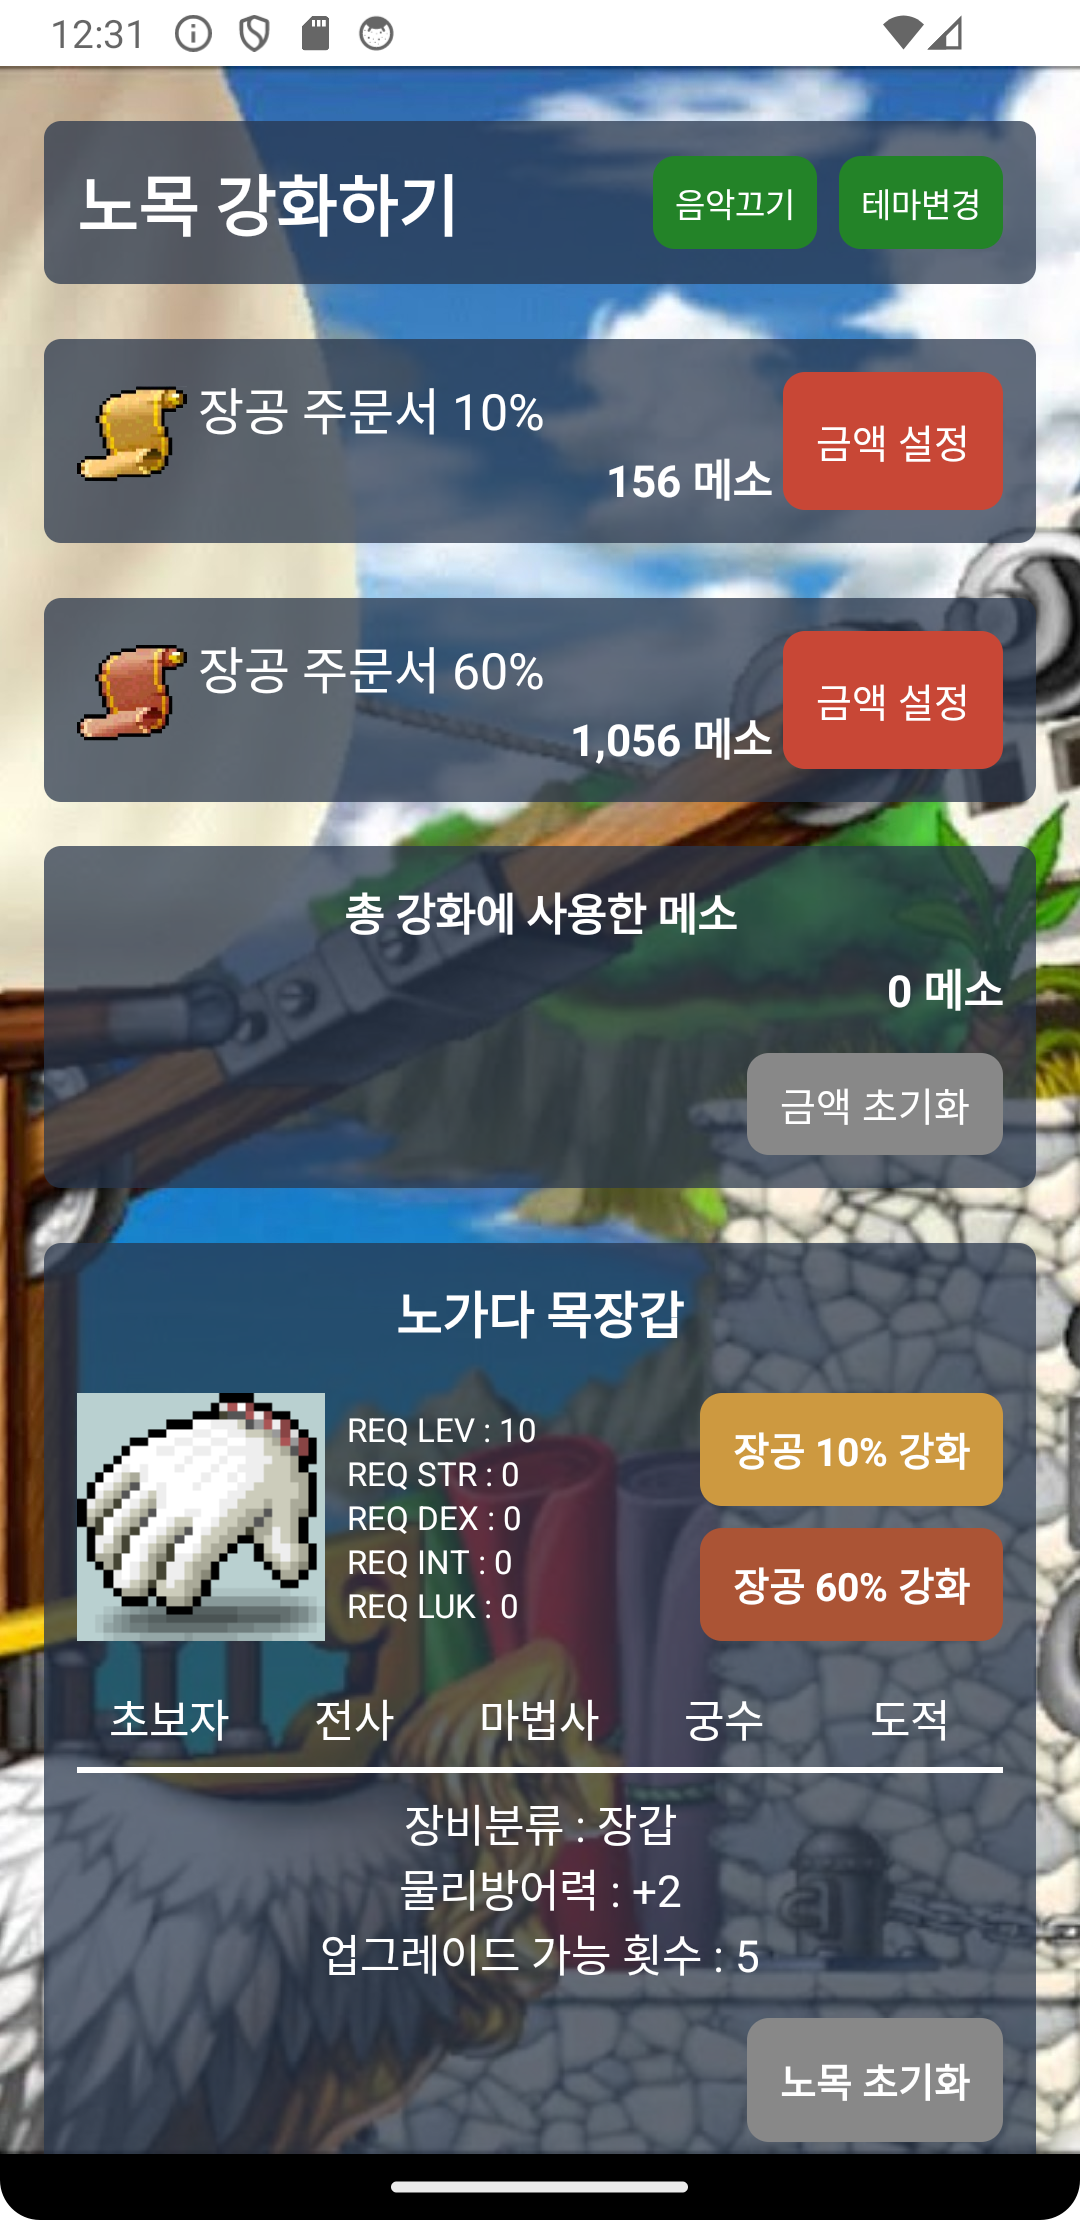 12:31
노목 강화하기
음악끄기
테마변경
장공 주문서 10%
156 메소
금액 설정
장공 주문서 60%
1,056 메소
금액 설정
총 강화에 사용한 메소
0 메소
금액 초기화
노가다 목장갑
REQ LEV : 10
REQ STR : 0
REQ DEX : 0
REQ INT : 0
REQ LUK : 0
장공 10% 강화
장공 60% 강화
초보자 전사 마법사 궁수 도적
장비분류 : 장갑
물리방어력 : +2
업그레이드 가능 횟수 : 5
노목 초기화